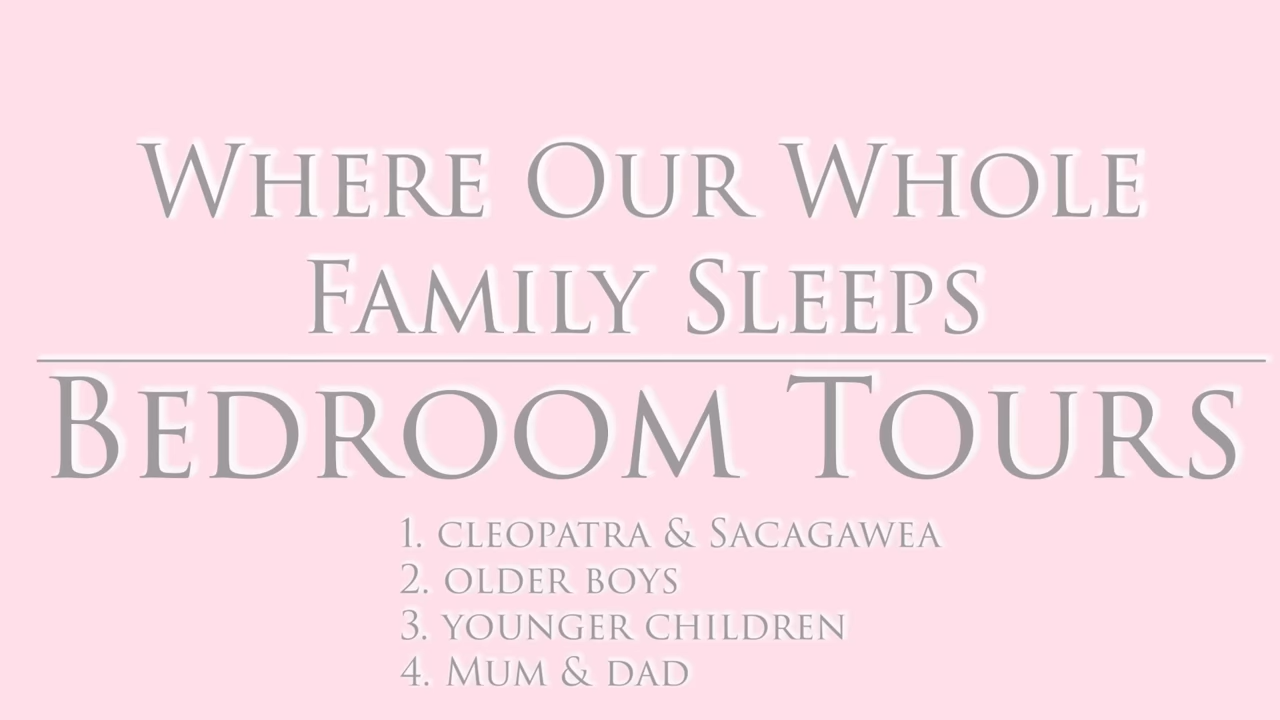 Where Our Whole
Family Sleeps
Bedroom Tours
1. cleopatra & Sacagawea
2. older boys
3. younger children
4. Mum & dad